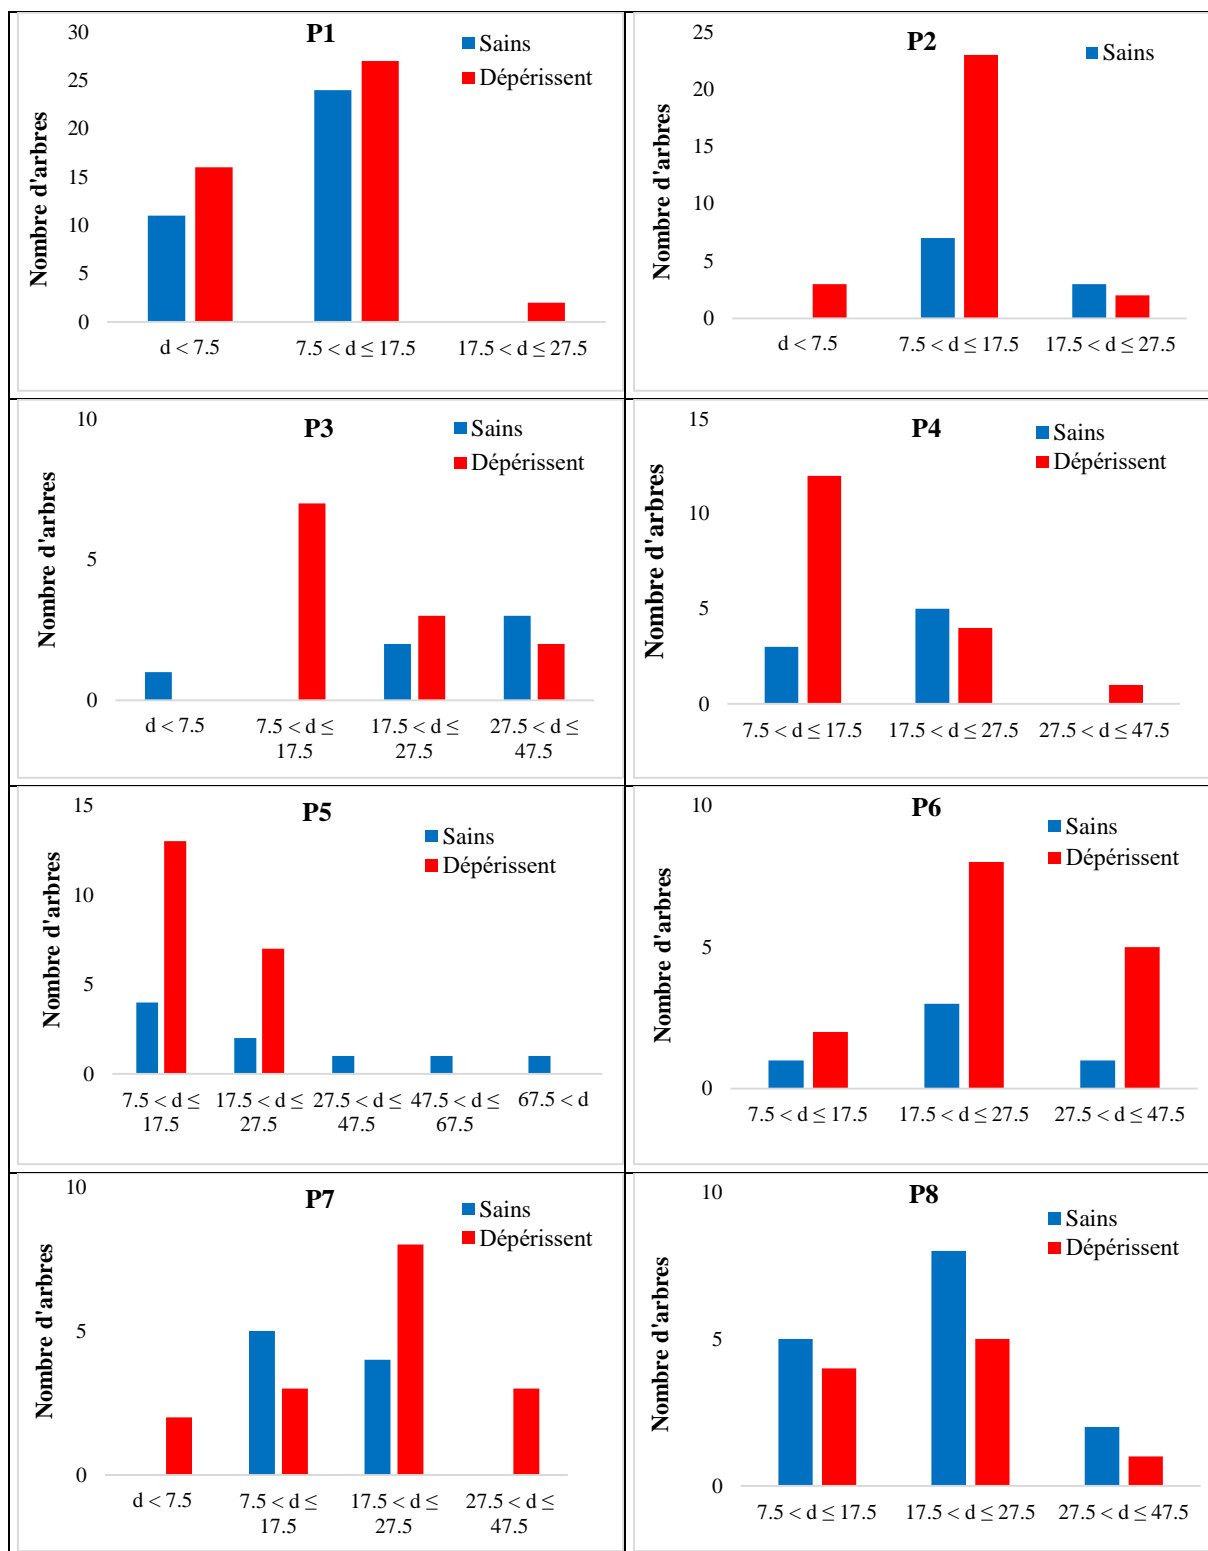 P1
Sains
Dépérissent
Nombre d'arbres
30
25
20
15
10
5
0
d < 7.5
7.5 < d ≤ 17.5
17.5 < d ≤ 27.5
P2
Sains
Nombre d'arbres
25
20
15
10
5
0
d < 7.5
7.5 < d ≤ 17.5
17.5 < d ≤ 27.5
P3
Sains
Dépérissent
Nombre d'arbres
10
5
0
d < 7.5
7.5 < d ≤
17.5
17.5 < d ≤
27.5
27.5 < d ≤
47.5
P4
Sains
Dépérissent
Nombre d'arbres
15
10
5
0
7.5 < d ≤ 17.5
17.5 < d ≤ 27.5
27.5 < d ≤ 47.5
P5
Sains
Dépérissent
Nombre d'arbres
15
10
5
0
7.5 < d ≤
17.5
17.5 < d ≤
27.5
27.5 < d ≤
47.5
47.5 < d ≤
67.5
67.5 < d
P6
Sains
Dépérissent
Nombre d'arbres
10
5
0
7.5 < d ≤ 17.5
17.5 < d ≤ 27.5
27.5 < d ≤ 47.5
P7
Sains
Dépérissent
Nombre d'arbres
10
5
0
d < 7.5
7.5 < d ≤
17.5
17.5 < d ≤
27.5
27.5 < d ≤
47.5
P8
Sains
Dépérissent
Nombre d'arbres
10
5
0
7.5 < d ≤ 17.5
17.5 < d ≤ 27.5
27.5 < d ≤ 47.5